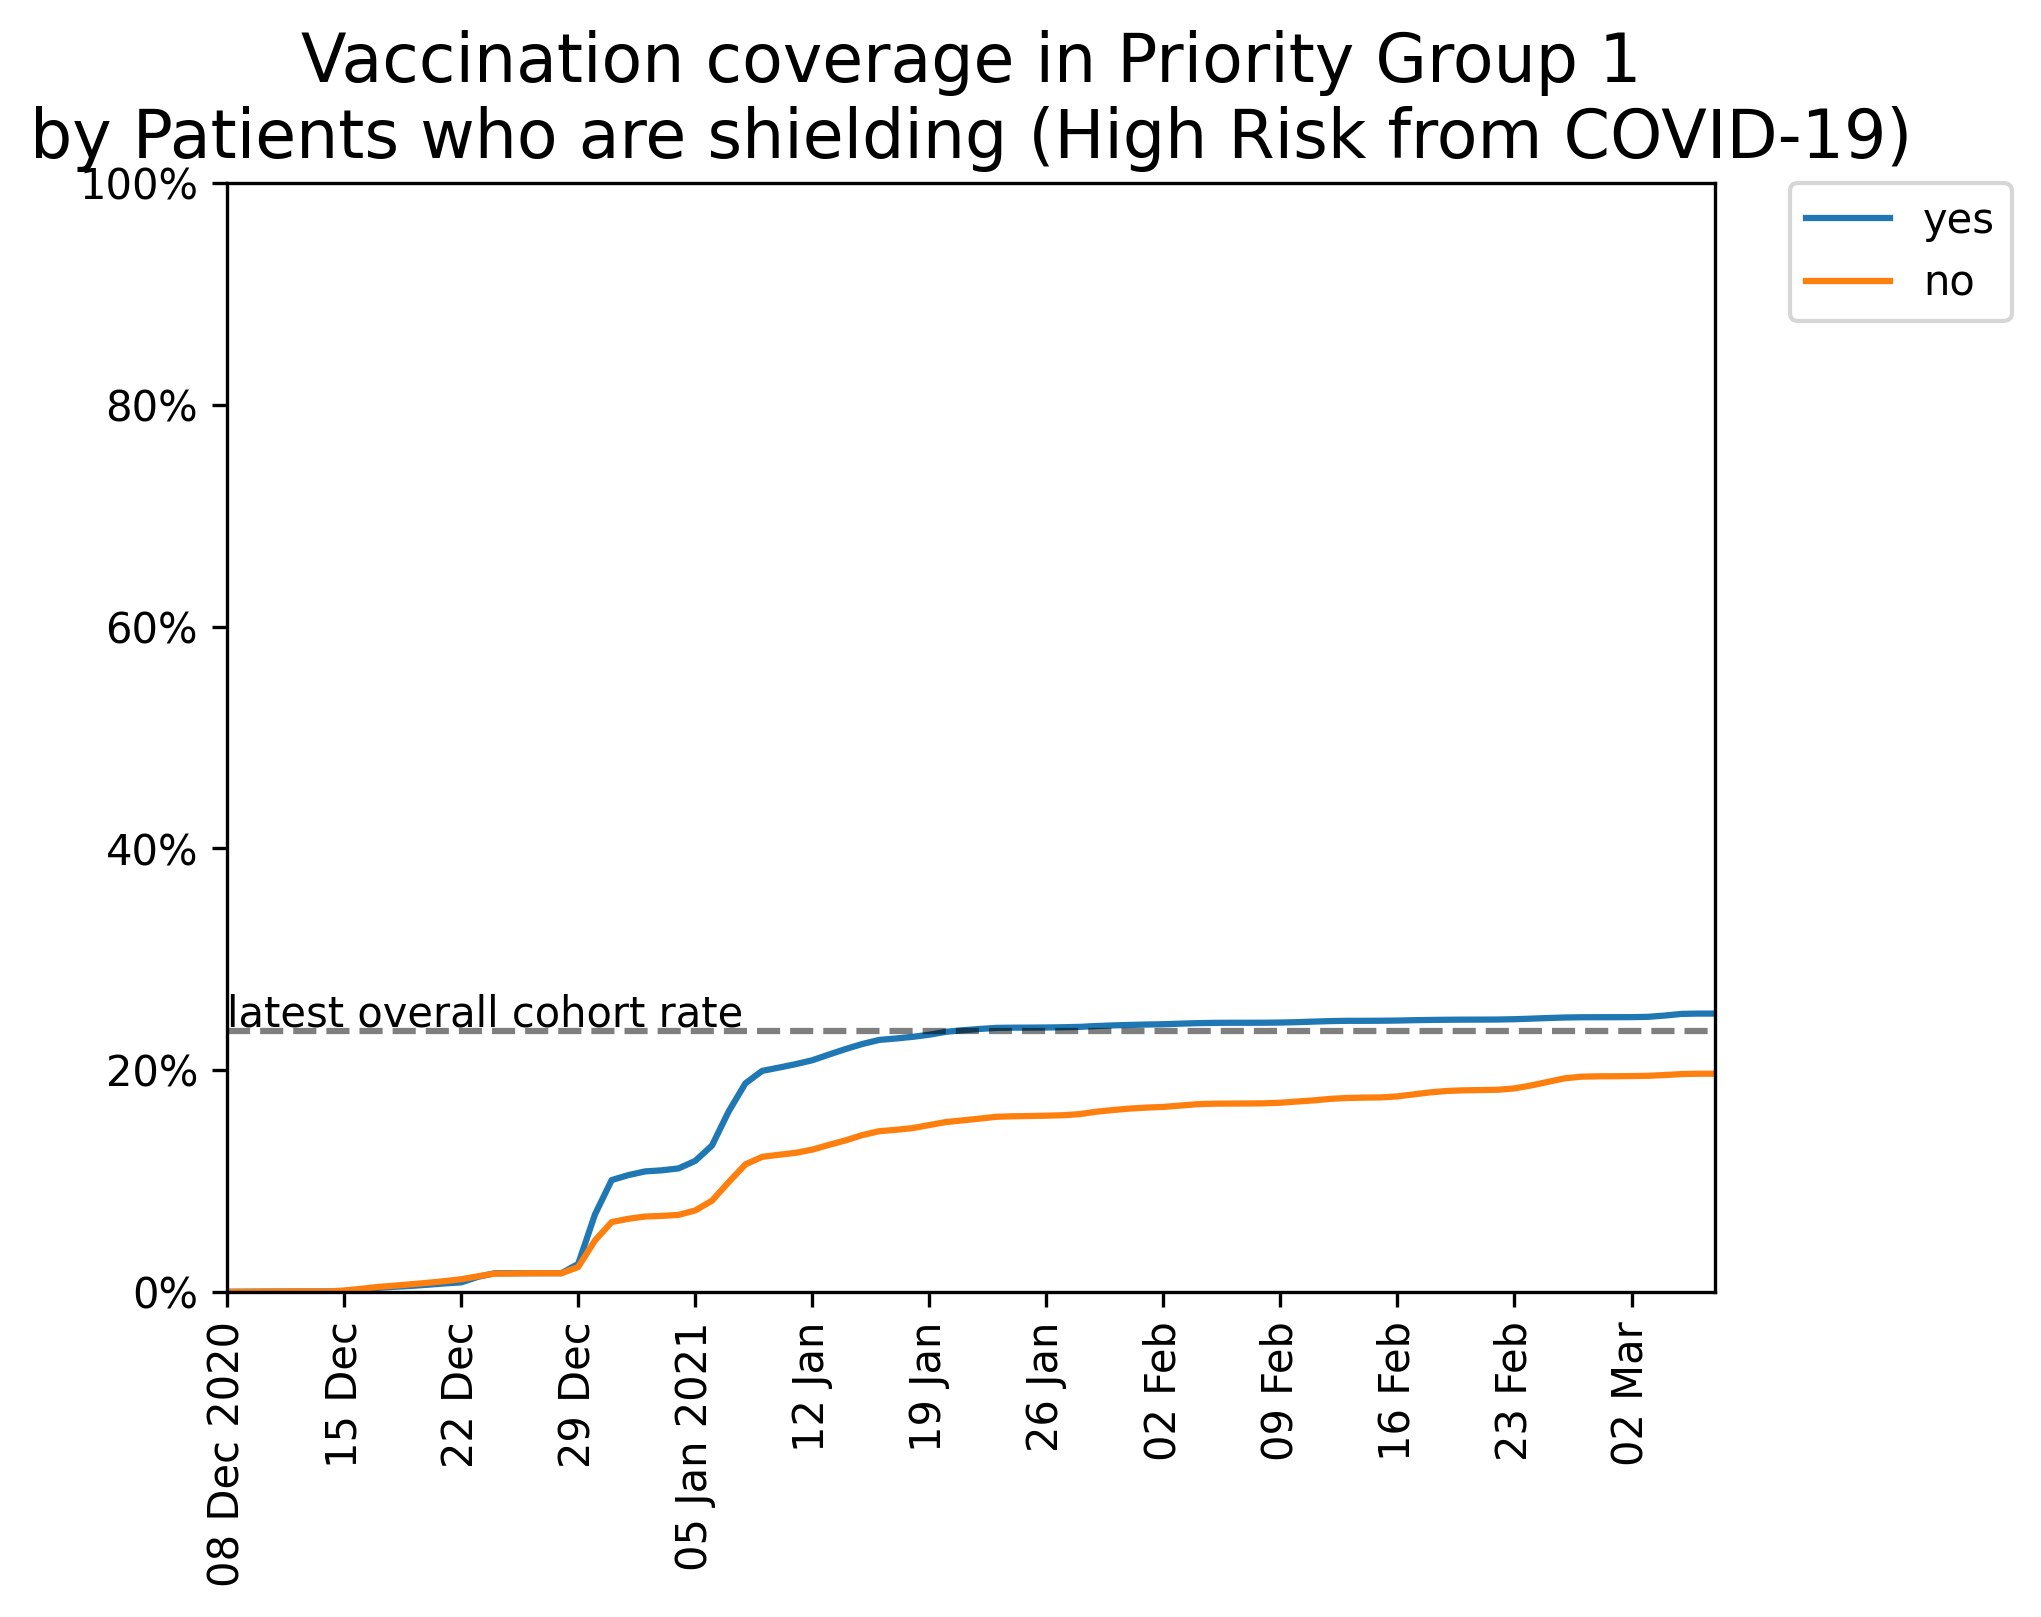 Vaccination coverage in Priority Group 1
by Patients who are shielding (High Risk from COVID-19)
100%
80%
60%
40%
20%
0%
latest overall cohort rate
yes
no
08 Dec 2020
15 Dec
22 Dec
29 Dec
05 Jan 2021
12 Jan
19 Jan
26 Jan
02 Feb
09 Feb
16 Feb
23 Feb
02 Mar